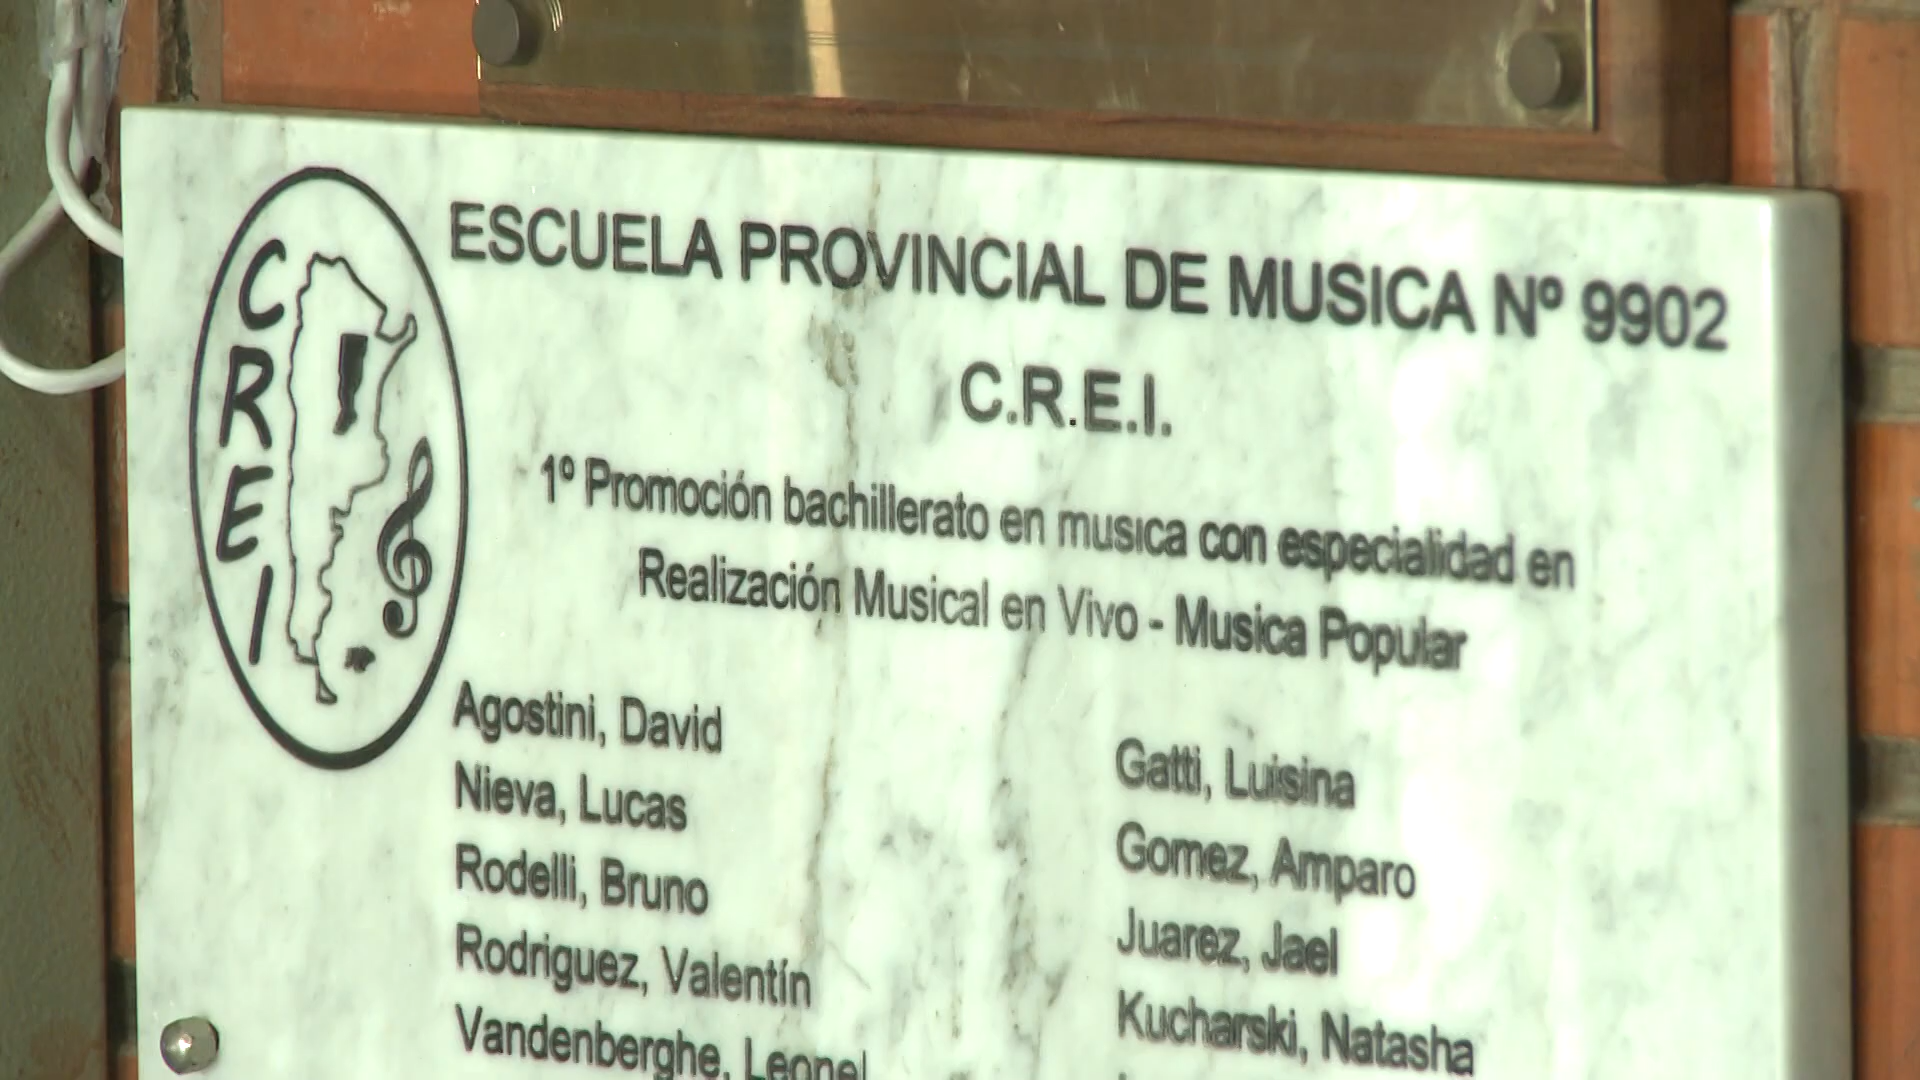 CREI
ESCUELA PROVINCIAL DE MUSICA Nº 9902
C.R.E.I.
1º Promoción bachillerato en musica con especialidad en
Realización Musical en Vivo - Musica Popular
Agostini, David
Nieva, Lucas
Rodelli, Bruno
Rodriguez, Valentín
Vandenberghe, Leonel
Gatti, Luisina
Gomez, Amparo
Juarez, Jael
Kucharski, Natasha